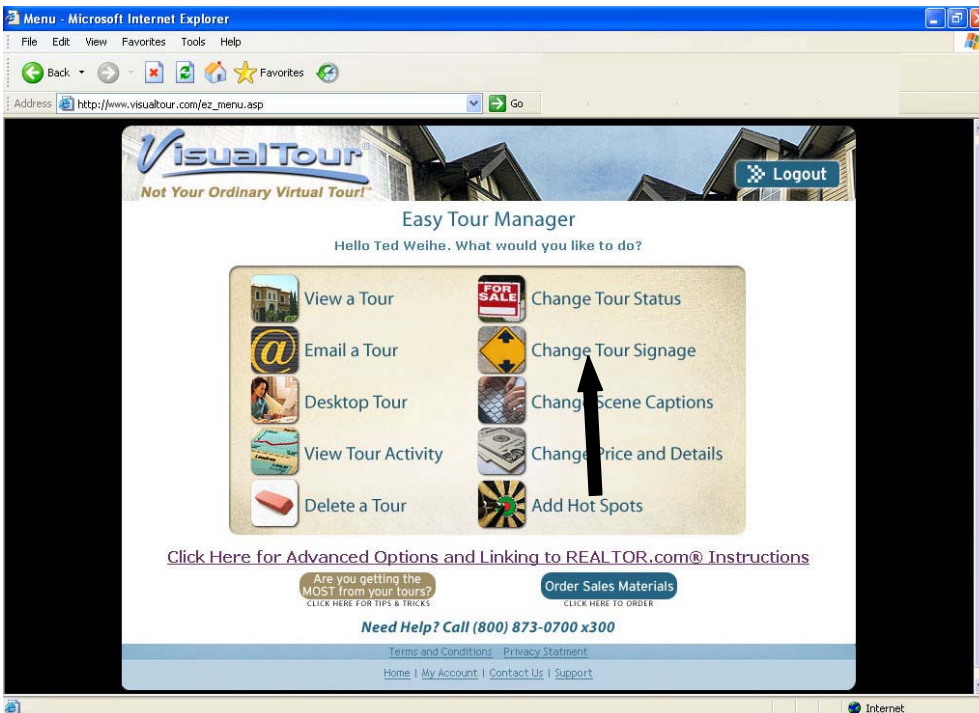 Menu - Microsoft Internet Explorer
File Edit View Favorites Tools Help
Back Favorites
Address http://www.visualtour.com/ez_menu.asp Go
VisualTour®
Not Your Ordinary Virtual Tour!™
Logout
Easy Tour Manager
Hello Ted Weihe. What would you like to do?
View a Tour
FOR SALE
Change Tour Status
@
Email a Tour
Change Tour Signage
Desktop Tour
Change Scene Captions
View Tour Activity
Change Price and Details
Delete a Tour
Add Hot Spots
Click Here for Advanced Options and Linking to REALTOR.com® Instructions
Are you getting the
MOST from your tours?
CLICK HERE FOR TIPS & TRICKS
Order Sales Materials
CLICK HERE TO ORDER
Need Help? Call (800) 873-0700 x300
Terms and Conditions Privacy Statment
Home | My Account | Contact Us | Support
Internet